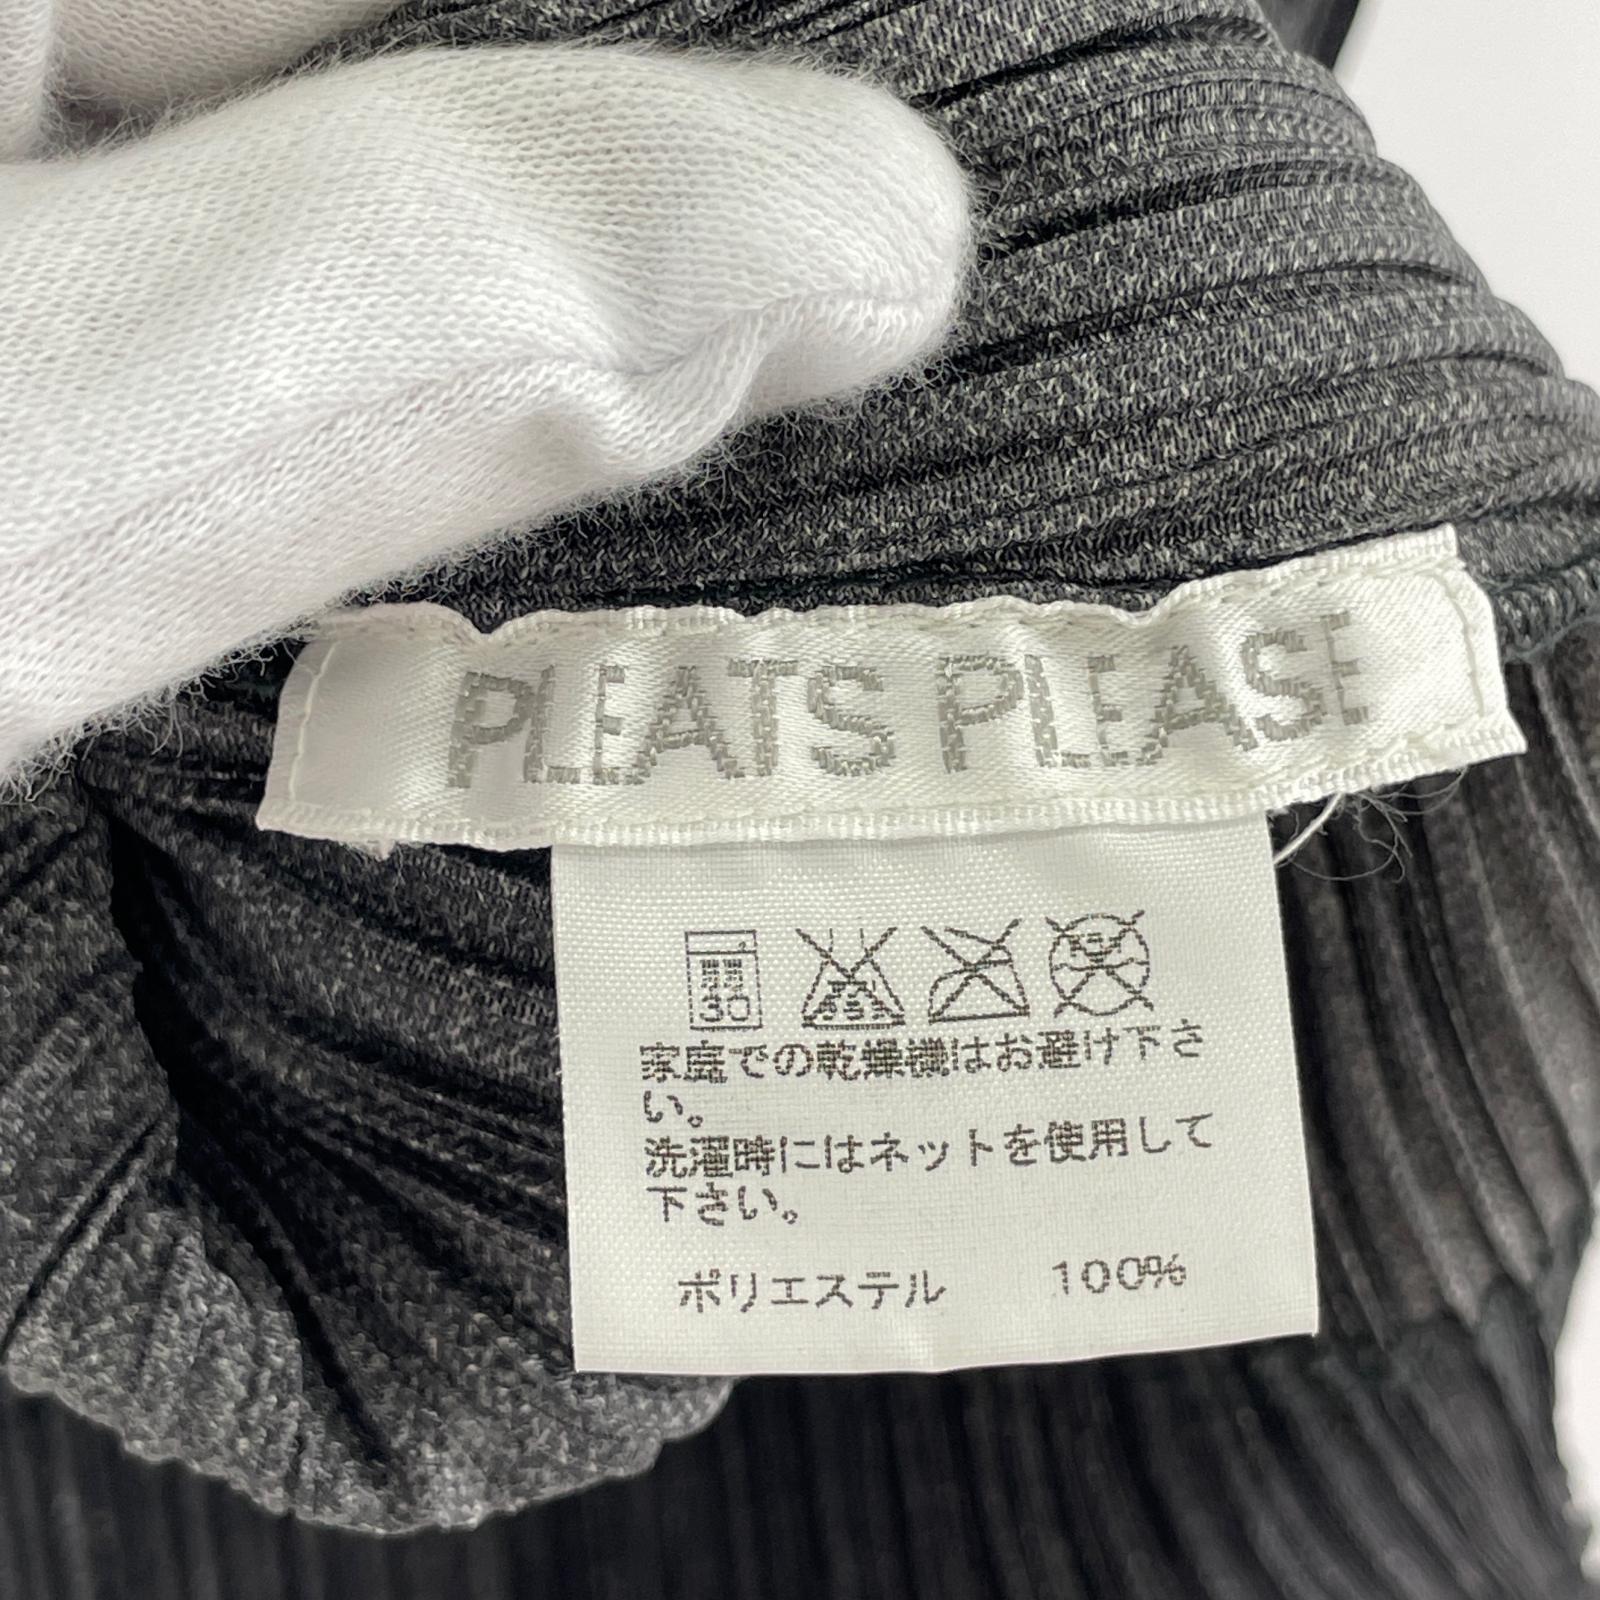 PLEATS PLEASE
30
家庭での乾燥機はお避け下さ
い。
洗濯時にはネットを使用して
下さい。
ポリエステル 100%